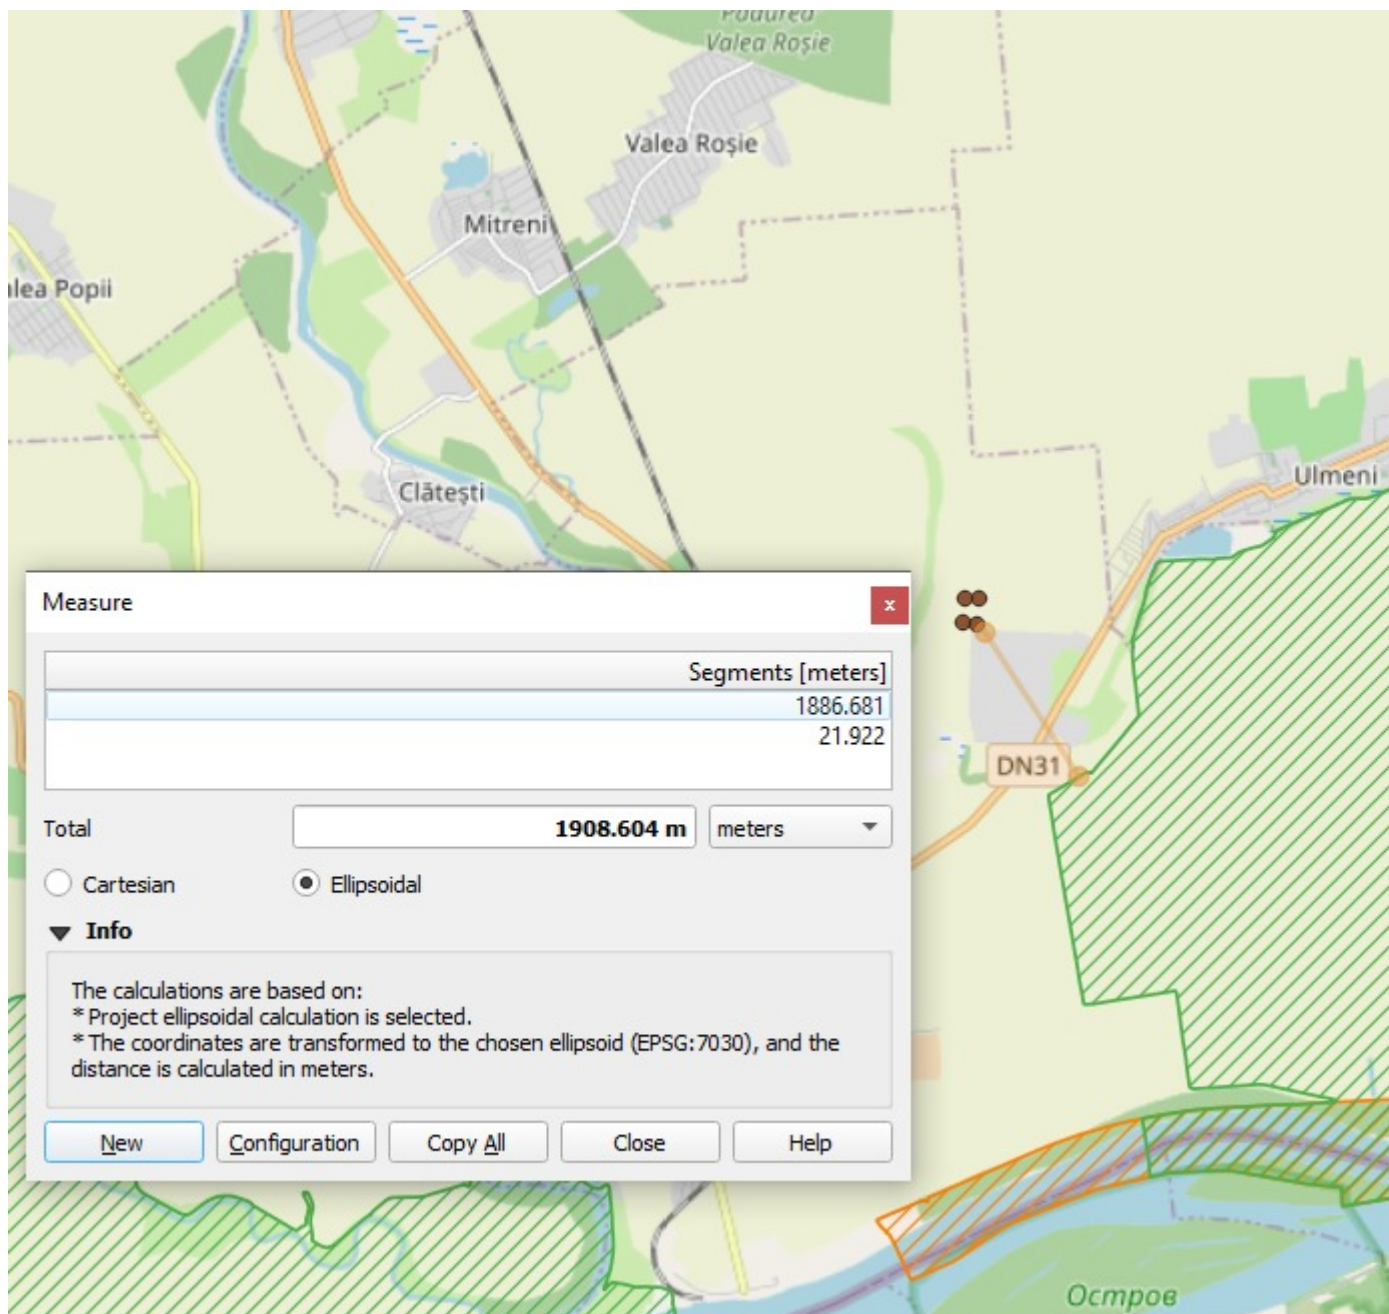 Pădurea
Valea Roșie
Valea Roșie
Mitreni
alea Popii
Ulmeni
Clătești
Measure
x
Segments [meters]
1886.681
21.922
DN31
Total
1908.604 m
meters
Cartesian
Ellipsoidal
Info
The calculations are based on:
* Project ellipsoidal calculation is selected.
* The coordinates are transformed to the chosen ellipsoid (EPSG:7030), and the
distance is calculated in meters.
New
Configuration
Copy All
Close
Help
Остров